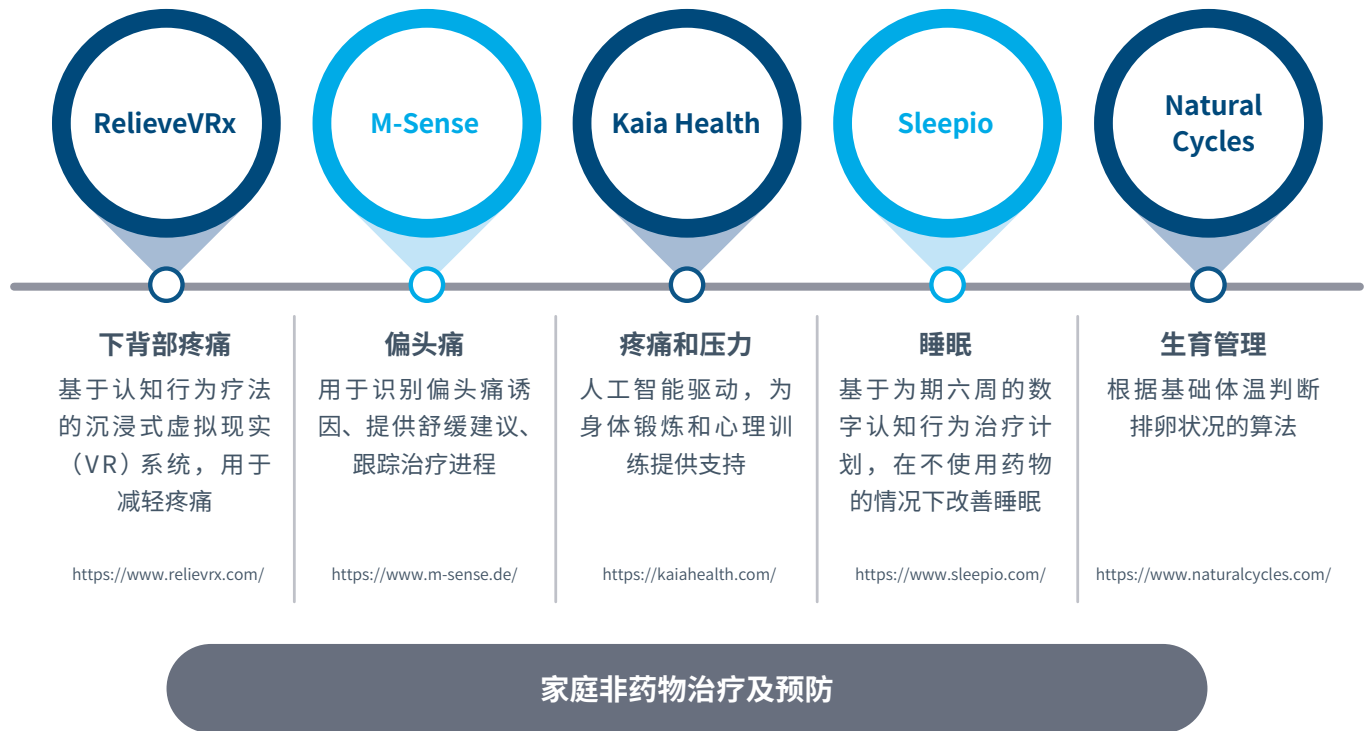 RelieveVRx
M-Sense
Kaia Health
Sleepio
Natural
Cycles
下背部疼痛
基于认知行为疗法
的沉浸式虚拟现实
（VR）系统，用于
减轻疼痛
https://www.relievrx.com/
偏头痛
用于识别偏头痛诱
因、提供舒缓建议、
跟踪治疗进程
https://www.m-sense.de/
疼痛和压力
人工智能驱动，为
身体锻炼和心理训
练提供支持
https://kaiahealth.com/
睡眠
基于为期六周的数
字认知行为治疗计
划，在不使用药物
的情况下改善睡眠
https://www.sleepio.com/
生育管理
根据基础体温判断
排卵状况的算法
https://www.naturalcycles.com/
家庭非药物治疗及预防